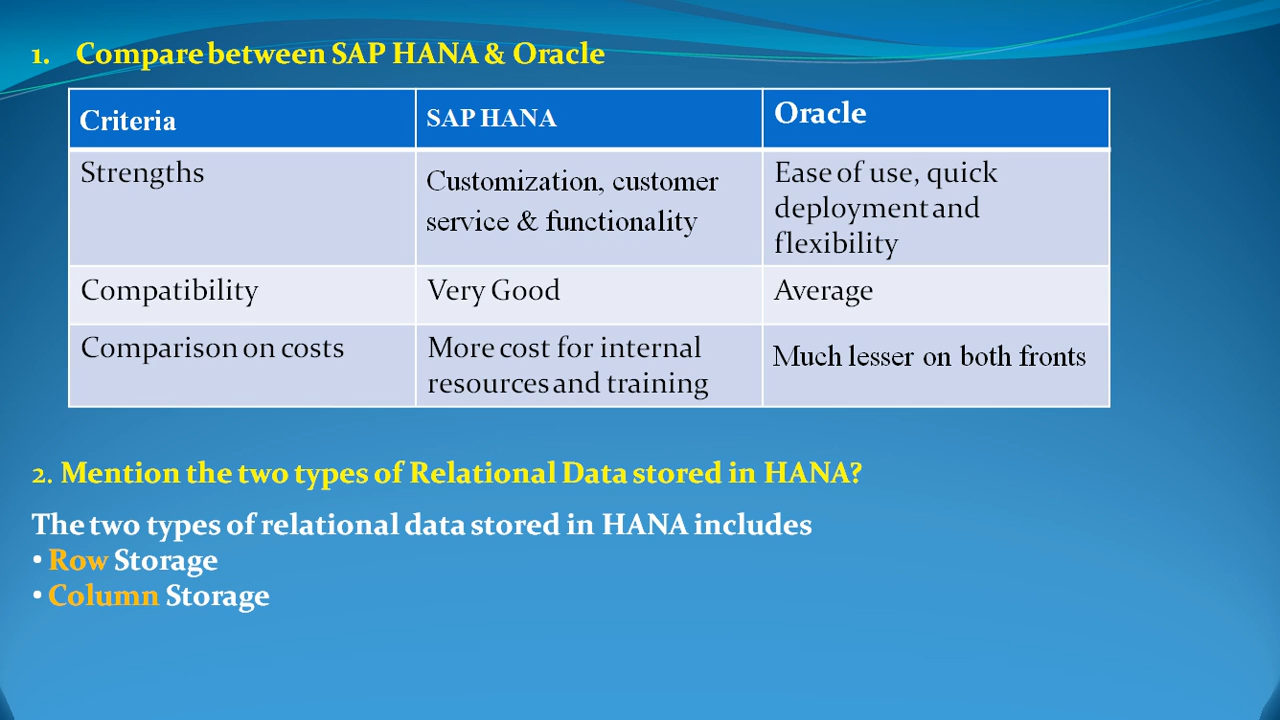 1. Compare between SAP HANA & Oracle
Criteria
SAP HANA
Oracle
Strengths
Customization, customer
service & functionality
Ease of use, quick
deployment and
flexibility
Compatibility
Very Good
Average
Comparison on costs
More cost for internal
resources and training
Much lesser on both fronts
2. Mention the two types of Relational Data stored in HANA?
The two types of relational data stored in HANA includes
• Row Storage
• Column Storage